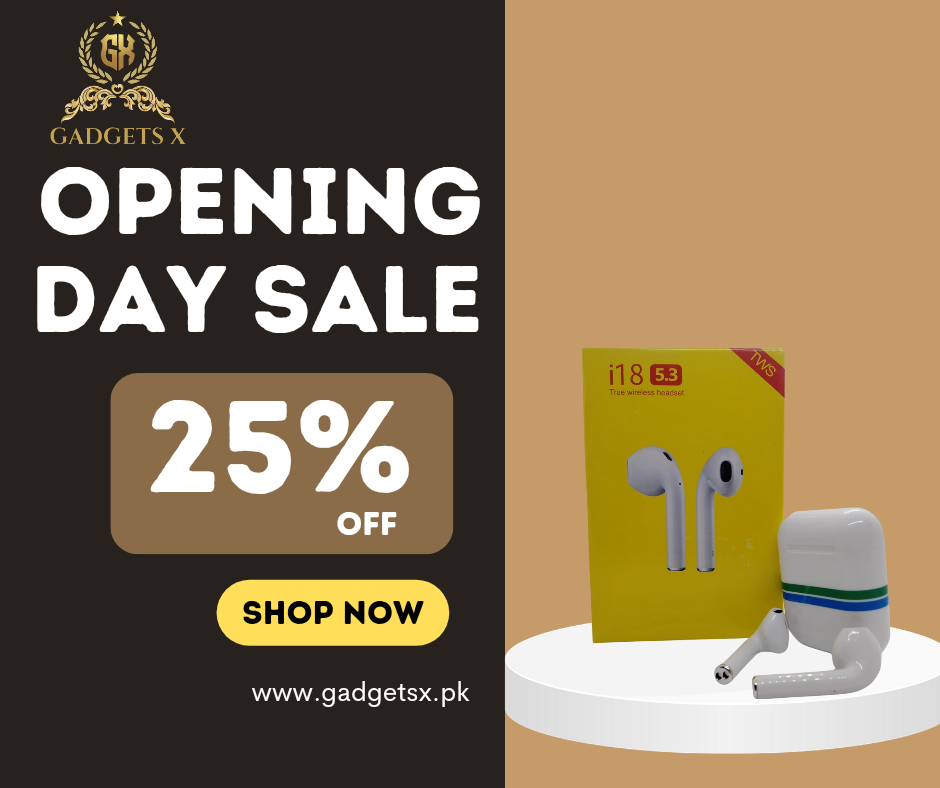 GX
GADGETS X
OPENING
DAY SALE
25%
OFF
SHOP NOW
www.gadgetsx.pk
TWS
i18 5.3
True wireless headset